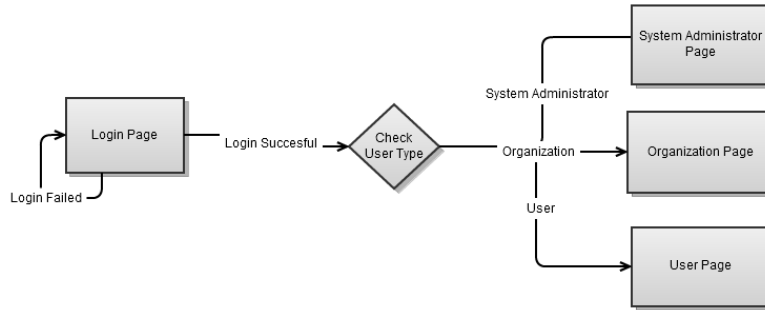 System Administrator
Page
System Administrator
Login Page
Login Succesful
Check
User Type
Organization
Organization Page
Login Failed
User
User Page